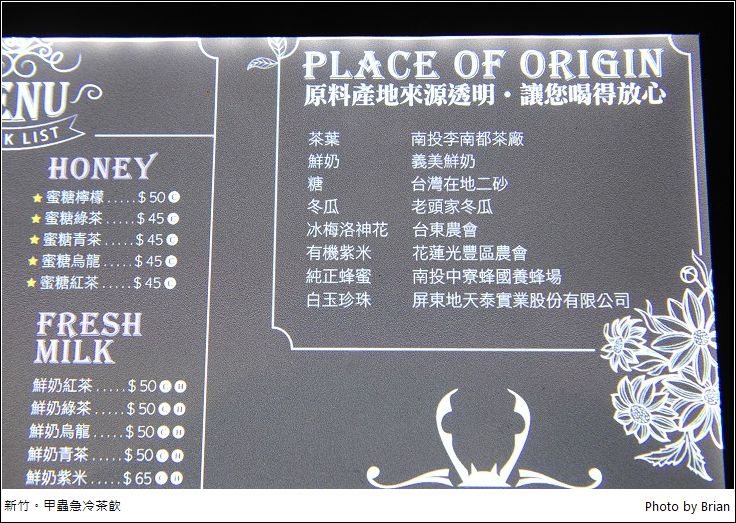 ENU
K LIST
HONEY
★蜜糖檸檬.....$50 C
★蜜糖綠茶.....$45 C
★蜜糖青茶.....$45 C
★蜜糖烏龍.....$45 C
★蜜糖紅茶.....$45 C
FRESH
MILK
鮮奶紅茶.....$50 C H
鮮奶綠茶.....$50 C H
鮮奶烏龍.....$50 C H
鮮奶青茶.....$50 C H
鮮奶紫米.....$65 C H
PLACE OF ORIGIN
原料產地來源透明·讓您喝得放心
茶葉 南投李南都茶廠
鮮奶 義美鮮奶
糖 台灣在地二砂
冬瓜 老頭家冬瓜
冰梅洛神花 台東農會
有機紫米 花蓮光豐區農會
純正蜂蜜 南投中寮蜂國養蜂場
白玉珍珠 屏東地天泰實業股份有限公司
新竹。甲蟲急冷茶飲
Photo by Brian